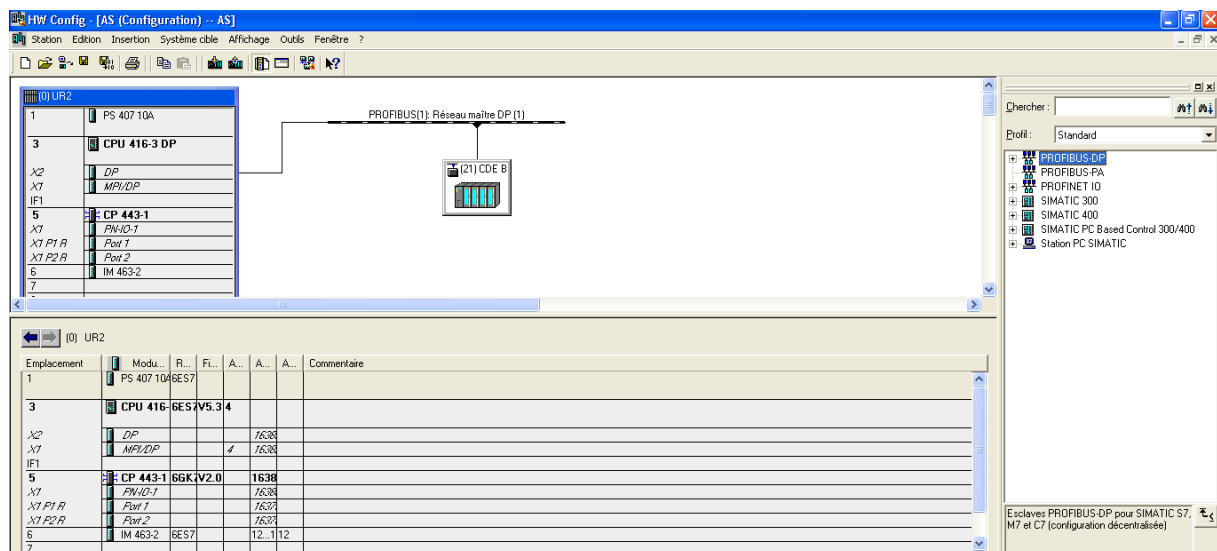 HW Config - [AS (Configuration) -- AS]
Station Edition Insertion Système cible Affichage Outils Fenêtre ?
(0) UR2
1 PS 407 10A
3 CPU 416-3 DP
X2 DP
X1 MPI/DP
IF1
5 CP 443-1
X1 PN-IO-1
X1 P1 R Port 1
X1 P2 R Port 2
6 IM 463-2
7
PROFIBUS(1): Réseau maître DP (1)
(21) CDE B
(0) UR2
Emplacement Modu... R... Fi... A... A... A... Commentaire
1 PS 407 10A 6ES7
3 CPU 416- 6ES7 V5.3 4
X2 DP 1638
X1 MPI/DP 4 1638
IF1
5 CP 443-1 6GK7 V2.0 1638
X1 PN-IO-1 1638
X1 P1 R Port 1 1637
X1 P2 R Port 2 1637
6 IM 463-2 6ES7 12...1 12
7
Chercher :
Profil : Standard
PROFIBUS-DP
PROFIBUS-PA
PROFINET IO
SIMATIC 300
SIMATIC 400
SIMATIC PC Based Control 300/400
Station PC SIMATIC
Esclaves PROFIBUS-DP pour SIMATIC S7,
M7 et C7 (configuration décentralisée)